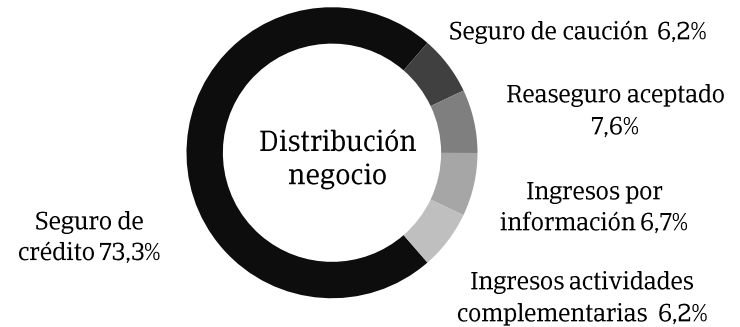 Seguro de caución 6,2%
Reaseguro aceptado
7,6%
Distribución
negocio
Ingresos por
información 6,7%
Seguro de
crédito 73,3%
Ingresos actividades
complementarias 6,2%